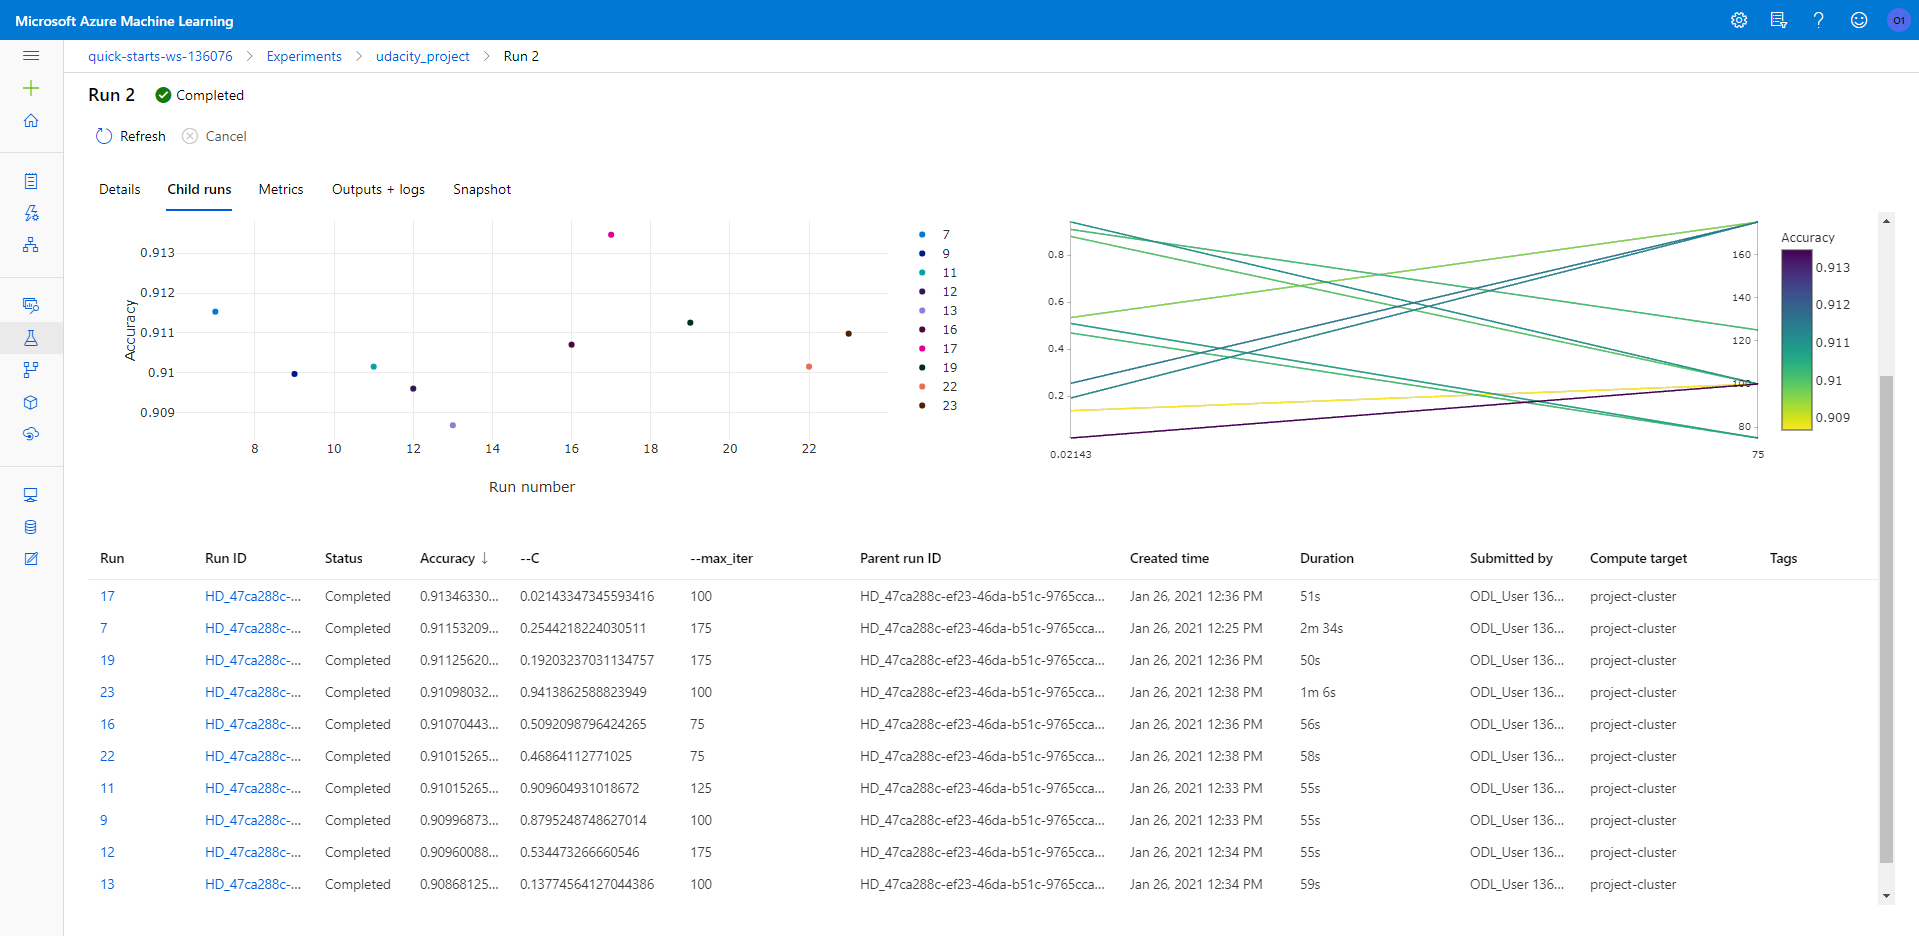 Microsoft Azure Machine Learning
O1
quick-starts-ws-136076 > Experiments > udacity_project > Run 2
Run 2 Completed
Refresh Cancel
Details Child runs Metrics Outputs + logs Snapshot
Accuracy
0.913
0.912
0.911
0.91
0.909
8 10 12 14 16 18 20 22
Run number
7
9
11
12
13
16
17
19
22
23
0.8
0.6
0.4
0.2
0.02143
160
140
120
100
80
75
Accuracy
0.913
0.912
0.911
0.91
0.909
Run Run ID Status Accuracy ↓ --C --max_iter Parent run ID Created time Duration Submitted by Compute target Tags
17 HD_47ca288c-... Completed 0.91346330... 0.02143347345593416 100 HD_47ca288c-ef23-46da-b51c-9765cca... Jan 26, 2021 12:36 PM 51s ODL_User 136... project-cluster
7 HD_47ca288c-... Completed 0.91153209... 0.2544218224030511 175 HD_47ca288c-ef23-46da-b51c-9765cca... Jan 26, 2021 12:25 PM 2m 34s ODL_User 136... project-cluster
19 HD_47ca288c-... Completed 0.91125620... 0.19203237031134757 175 HD_47ca288c-ef23-46da-b51c-9765cca... Jan 26, 2021 12:36 PM 50s ODL_User 136... project-cluster
23 HD_47ca288c-... Completed 0.91098032... 0.9413862588823949 100 HD_47ca288c-ef23-46da-b51c-9765cca... Jan 26, 2021 12:38 PM 1m 6s ODL_User 136... project-cluster
16 HD_47ca288c-... Completed 0.91070443... 0.5092098796424265 75 HD_47ca288c-ef23-46da-b51c-9765cca... Jan 26, 2021 12:36 PM 56s ODL_User 136... project-cluster
22 HD_47ca288c-... Completed 0.91015265... 0.46864112771025 75 HD_47ca288c-ef23-46da-b51c-9765cca... Jan 26, 2021 12:38 PM 58s ODL_User 136... project-cluster
11 HD_47ca288c-... Completed 0.91015265... 0.909604931018672 125 HD_47ca288c-ef23-46da-b51c-9765cca... Jan 26, 2021 12:33 PM 55s ODL_User 136... project-cluster
9 HD_47ca288c-... Completed 0.90996873... 0.8795248748627014 100 HD_47ca288c-ef23-46da-b51c-9765cca... Jan 26, 2021 12:33 PM 55s ODL_User 136... project-cluster
12 HD_47ca288c-... Completed 0.90960088... 0.534473266660546 175 HD_47ca288c-ef23-46da-b51c-9765cca... Jan 26, 2021 12:34 PM 55s ODL_User 136... project-cluster
13 HD_47ca288c-... Completed 0.90868125... 0.13774564127044386 100 HD_47ca288c-ef23-46da-b51c-9765cca... Jan 26, 2021 12:34 PM 59s ODL_User 136... project-cluster